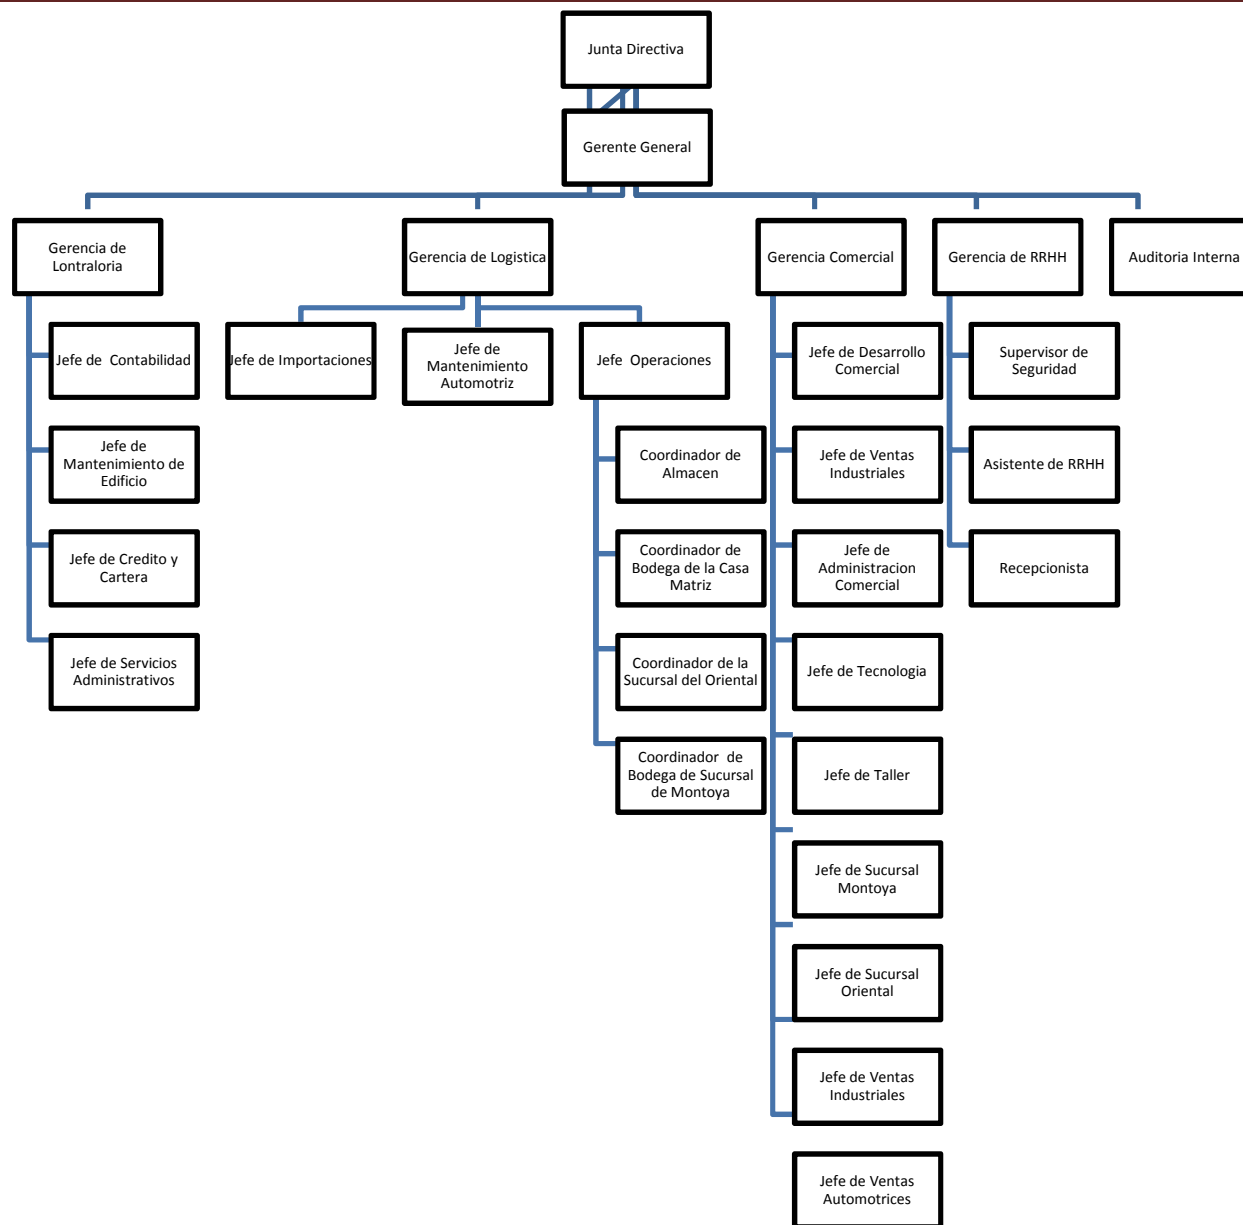 Junta Directiva
Gerente General
Gerencia de
Lontraloria
Gerencia de Logistica
Gerencia Comercial
Gerencia de RRHH
Auditoria Interna
Jefe de  Contabilidad
Jefe de
Mantenimiento de
Edificio
Jefe de Credito y
Cartera
Jefe de Servicios
Administrativos
Jefe de Importaciones
Jefe de
Mantenimiento
Automotriz
Jefe  Operaciones
Coordinador de
Almacen
Coordinador de
Bodega de la Casa
Matriz
Coordinador de la
Sucursal del Oriental
Coordinador  de
Bodega de Sucursal
de Montoya
Jefe de Desarrollo
Comercial
Jefe de Ventas
Industriales
Jefe de
Administracion
Comercial
Jefe de Tecnologia
Jefe de Taller
Jefe de Sucursal
Montoya
Jefe de Sucursal
Oriental
Jefe de Ventas
Industriales
Jefe de Ventas
Automotrices
Supervisor de
Seguridad
Asistente de RRHH
Recepcionista